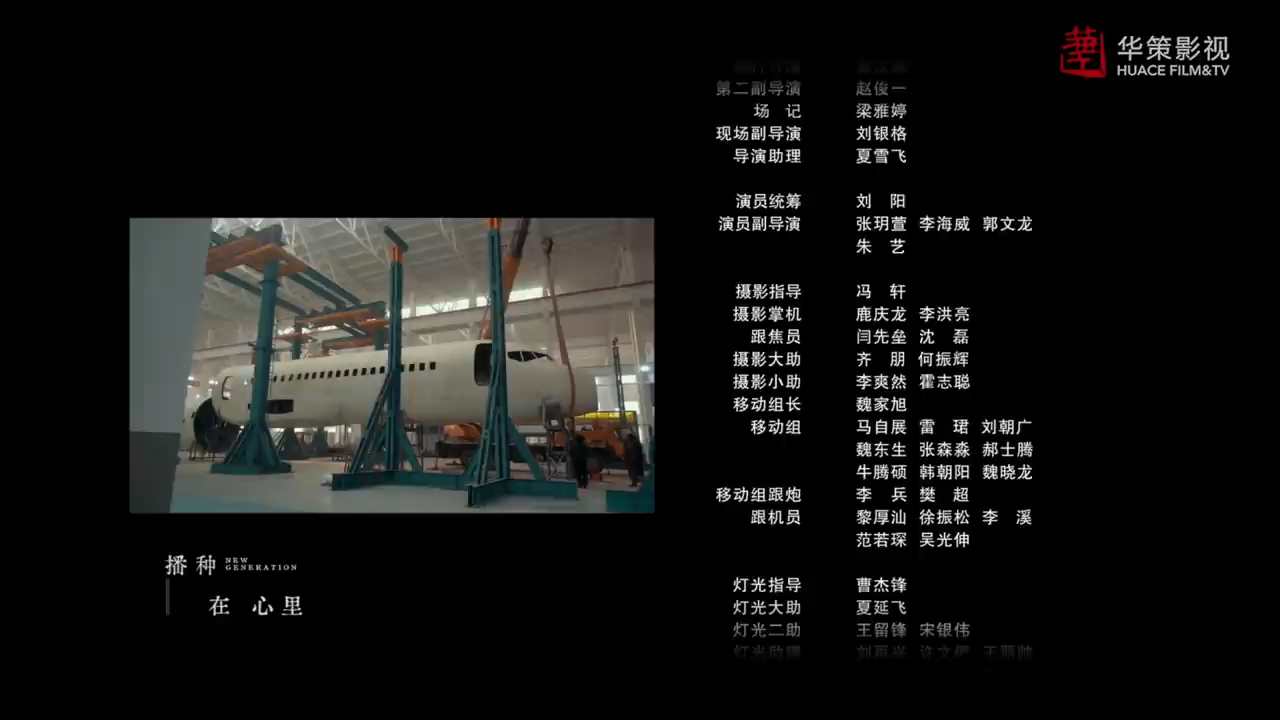 华策影视
HUACE FILM&TV
第二副导演 赵俊一
场 记 梁雅婷
现场副导演 刘银格
导演助理 夏雪飞
演员统筹 刘 阳
演员副导演 张玥萱 李海威 郭文龙
朱 艺
摄影指导 冯 轩
摄影掌机 鹿庆龙 李洪亮
跟焦员 闫先垒 沈 磊
摄影大助 齐 朋 何振辉
摄影小助 李爽然 霍志聪
移动组长 魏家旭
移动组 马自展 雷 珺 刘朝广
魏东生 张森淼 郝士腾
牛腾硕 韩朝阳 魏晓龙
移动组跟炮 李 兵 樊 超
跟机员 黎厚汕 徐振松 李 溪
范若琛 吴光伸
灯光指导 曹杰锋
灯光大助 夏延飞
灯光二助 王留锋 宋银伟
播种 NEW GENERATION
在 心里